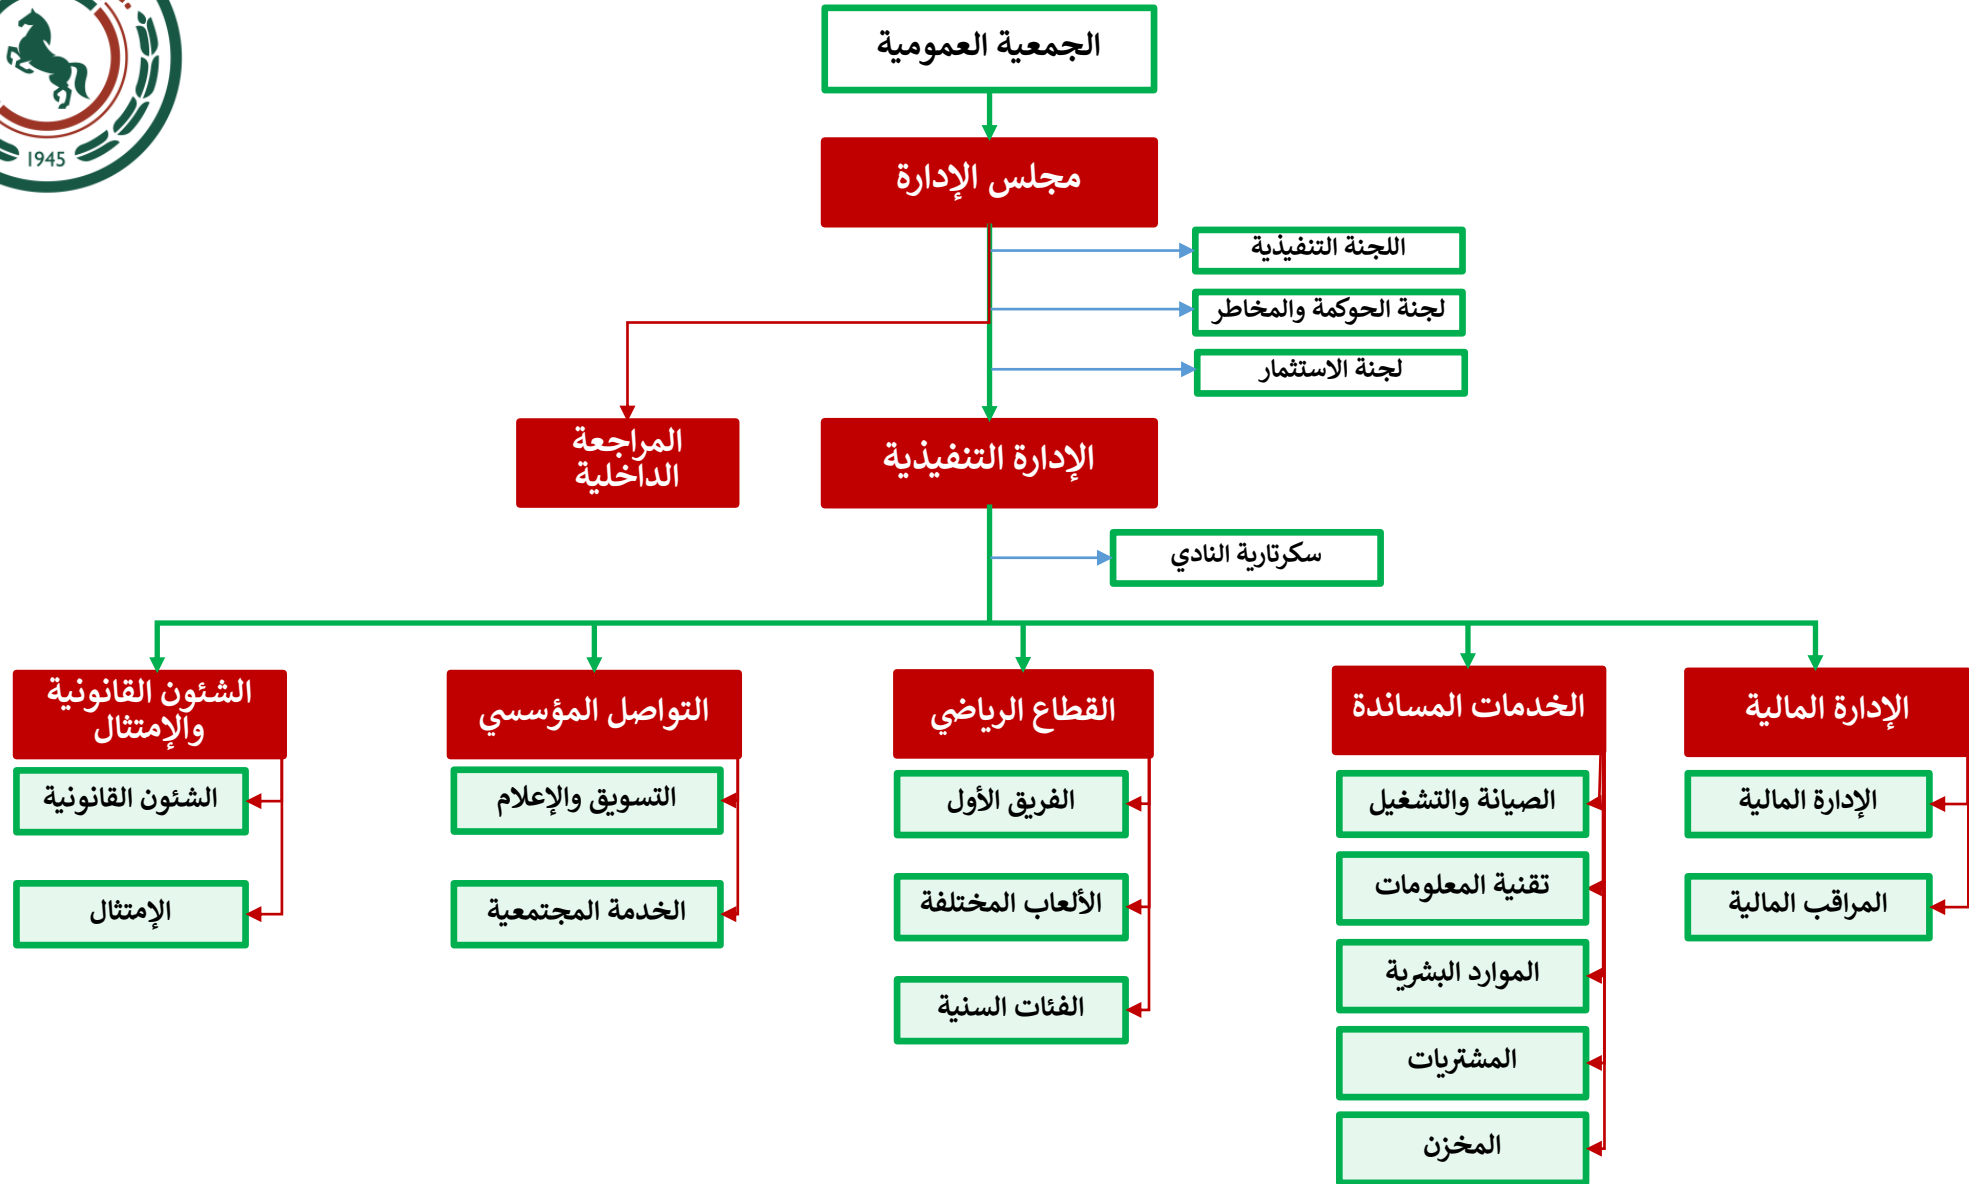 1945
الجمعية العمومية
مجلس الإدارة
اللجنة التنفيذية
لجنة الحوكمة والمخاطر
لجنة الاستثمار
الإدارة التنفيذية
المراجعة
الداخلية
سكرتارية النادي
الإدارة المالية
الإدارة المالية
المراقب المالية
الخدمات المساندة
الصيانة والتشغيل
تقنية المعلومات
الموارد البشرية
المشتريات
المخزن
القطاع الرياضي
الفريق الأول
الألعاب المختلفة
الفئات السنية
التواصل المؤسسي
التسويق والإعلام
الخدمة المجتمعية
الشئون القانونية
والإمتثال
الشئون القانونية
الإمتثال